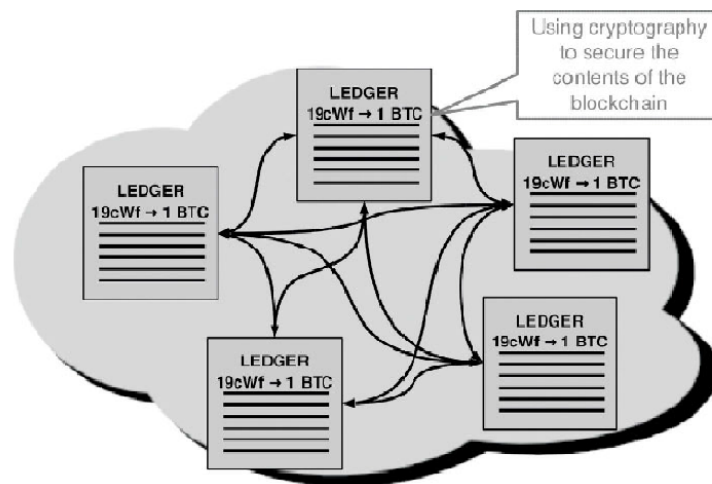 Using cryptography
to secure the
contents of the
blockchain
LEDGER
19cWf → 1 BTC
LEDGER
19cWf → 1 BTC
LEDGER
19cWf → 1 BTC
LEDGER
19cWf → 1 BTC
LEDGER
19cWf → 1 BTC